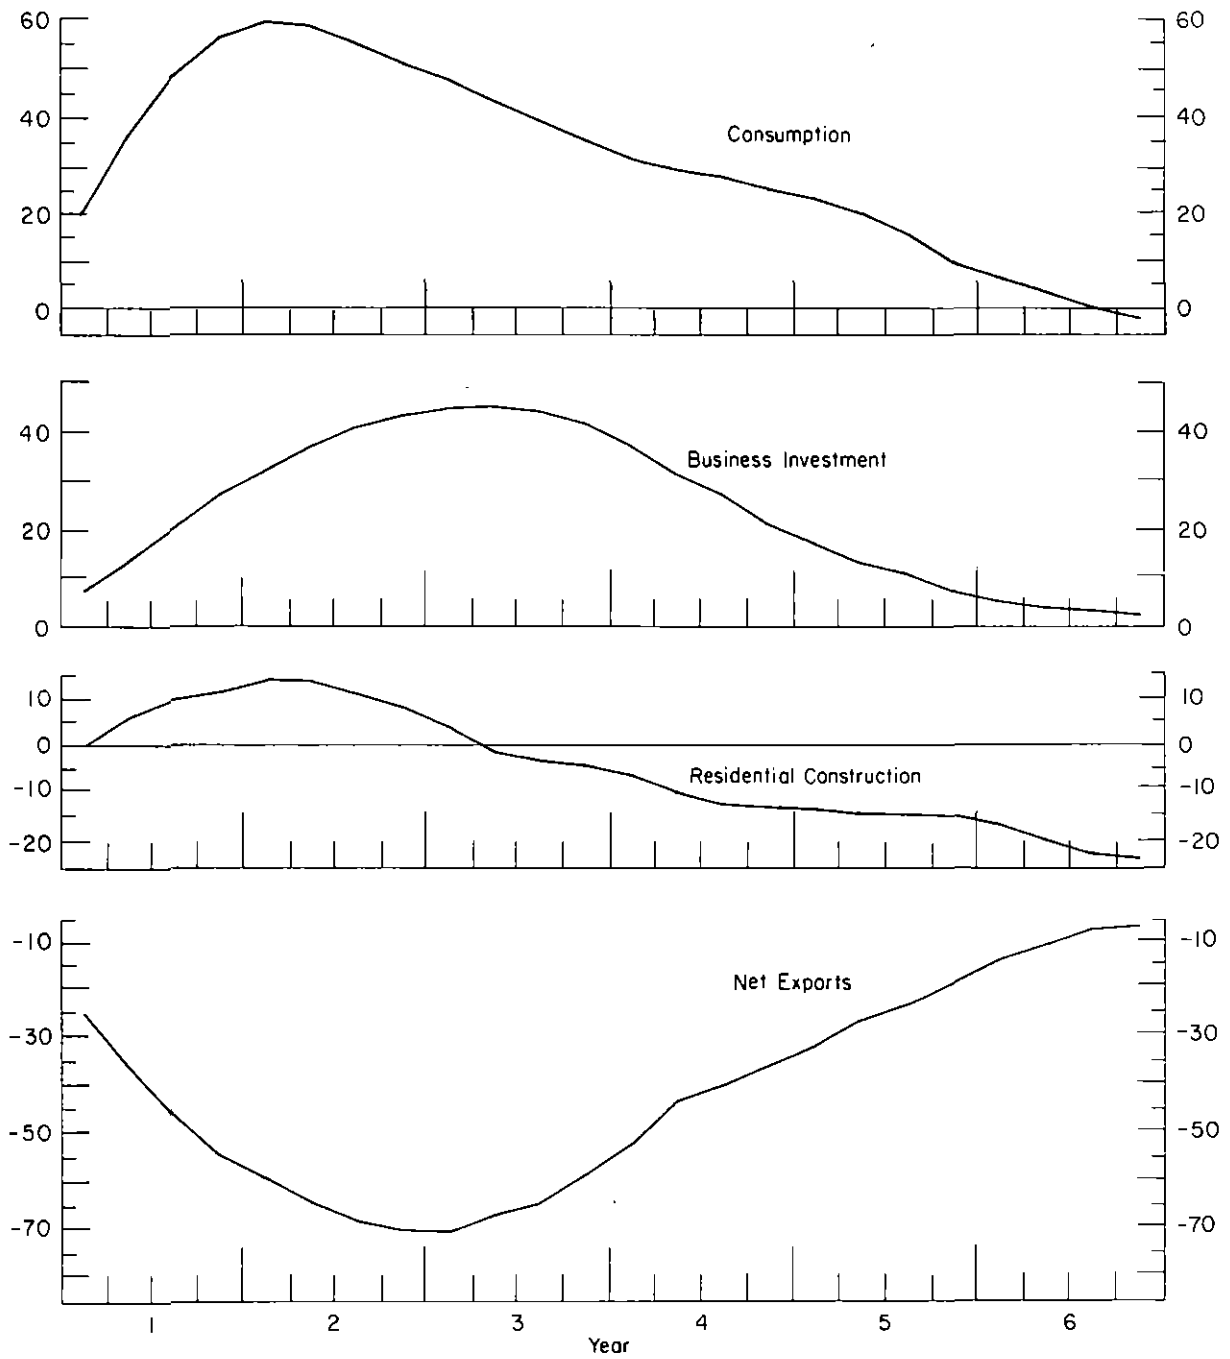 60 60
40 40
Consumption
20 20
0 0
40 40
Business Investment
20 20
0 0
10 10
0 0
Residential Construction
-10 -10
-20 -20
-10 -10
Net Exports
-30 -30
-50 -50
-70 -70
1 2 3 4 5 6
Year